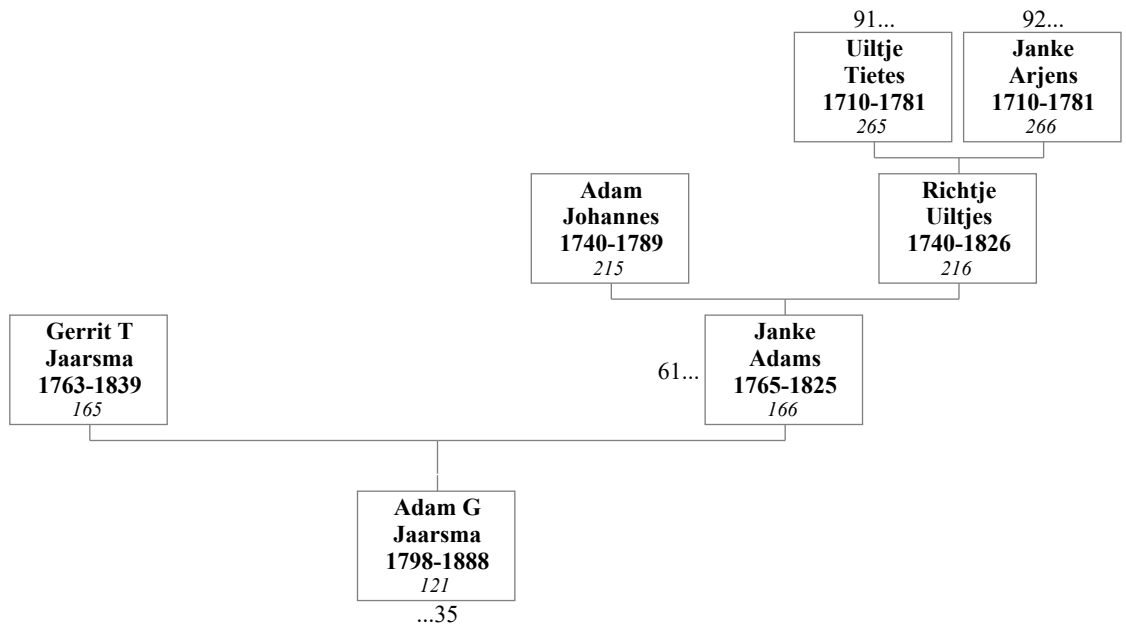 91...
92...
Uiltje
Tietes
1710-1781
265
Janke
Arjens
1710-1781
266
Adam
Johannes
1740-1789
215
Richtje
Uiltjes
1740-1826
216
Gerrit T
Jaarsma
1763-1839
165
61...
Janke
Adams
1765-1825
166
Adam G
Jaarsma
1798-1888
121
...35